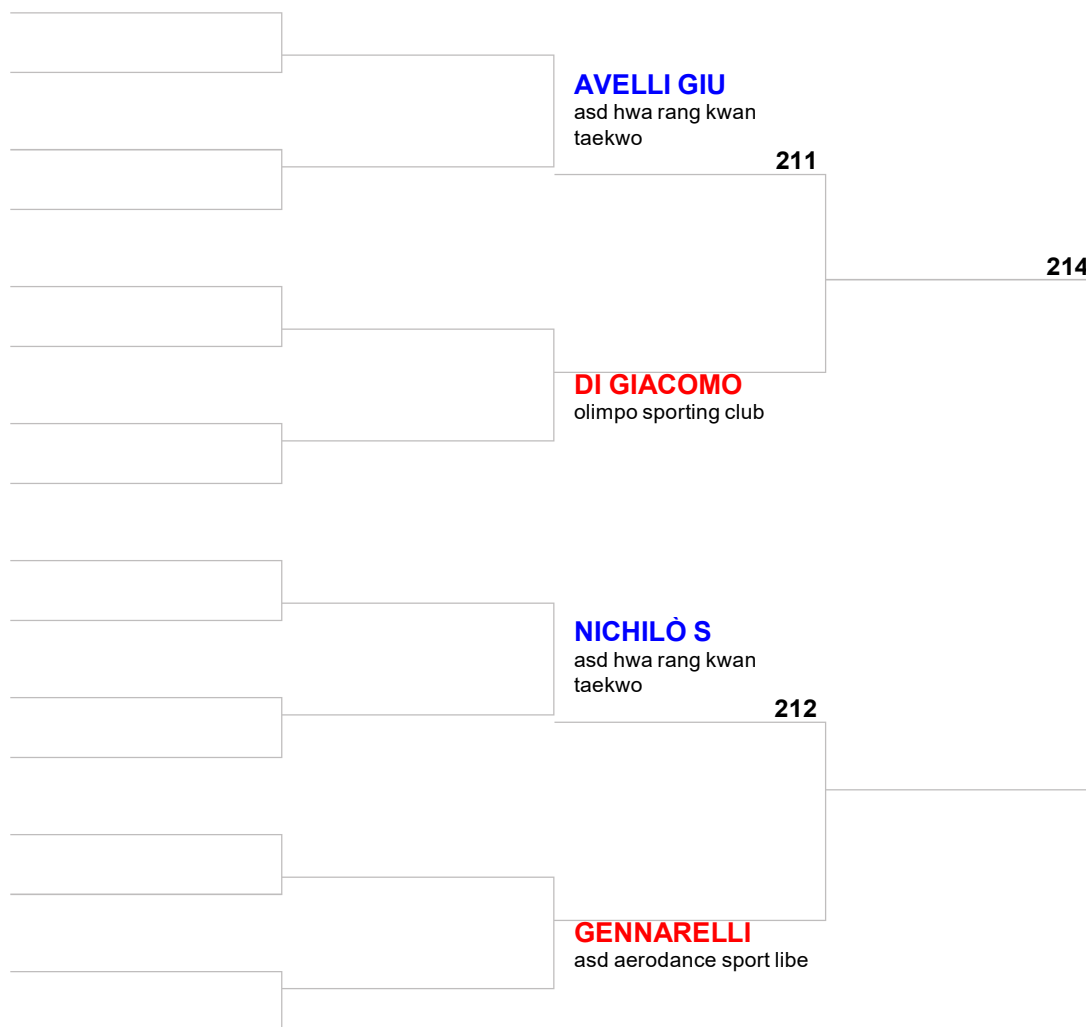 AVELLI GIU
asd hwa rang kwan
taekwo
211
214
DI GIACOMO
olimpo sporting club
NICHILÒ S
asd hwa rang kwan
taekwo
212
GENNARELLI
asd aerodance sport libe